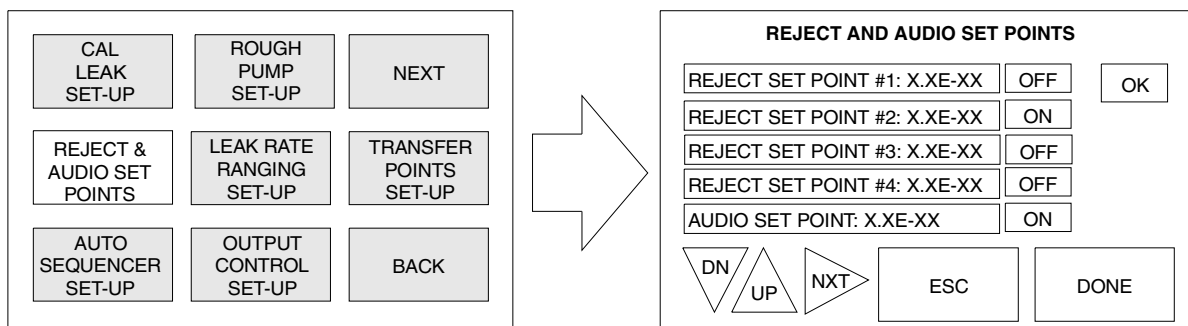 CAL
LEAK
SET-UP
ROUGH
PUMP
SET-UP
NEXT
REJECT &
AUDIO SET
POINTS
LEAK RATE
RANGING
SET-UP
TRANSFER
POINTS
SET-UP
AUTO
SEQUENCER
SET-UP
OUTPUT
CONTROL
SET-UP
BACK
REJECT AND AUDIO SET POINTS
REJECT SET POINT #1: X.XE-XX OFF OK
REJECT SET POINT #2: X.XE-XX ON
REJECT SET POINT #3: X.XE-XX OFF
REJECT SET POINT #4: X.XE-XX OFF
AUDIO SET POINT: X.XE-XX ON
DN UP NXT ESC DONE